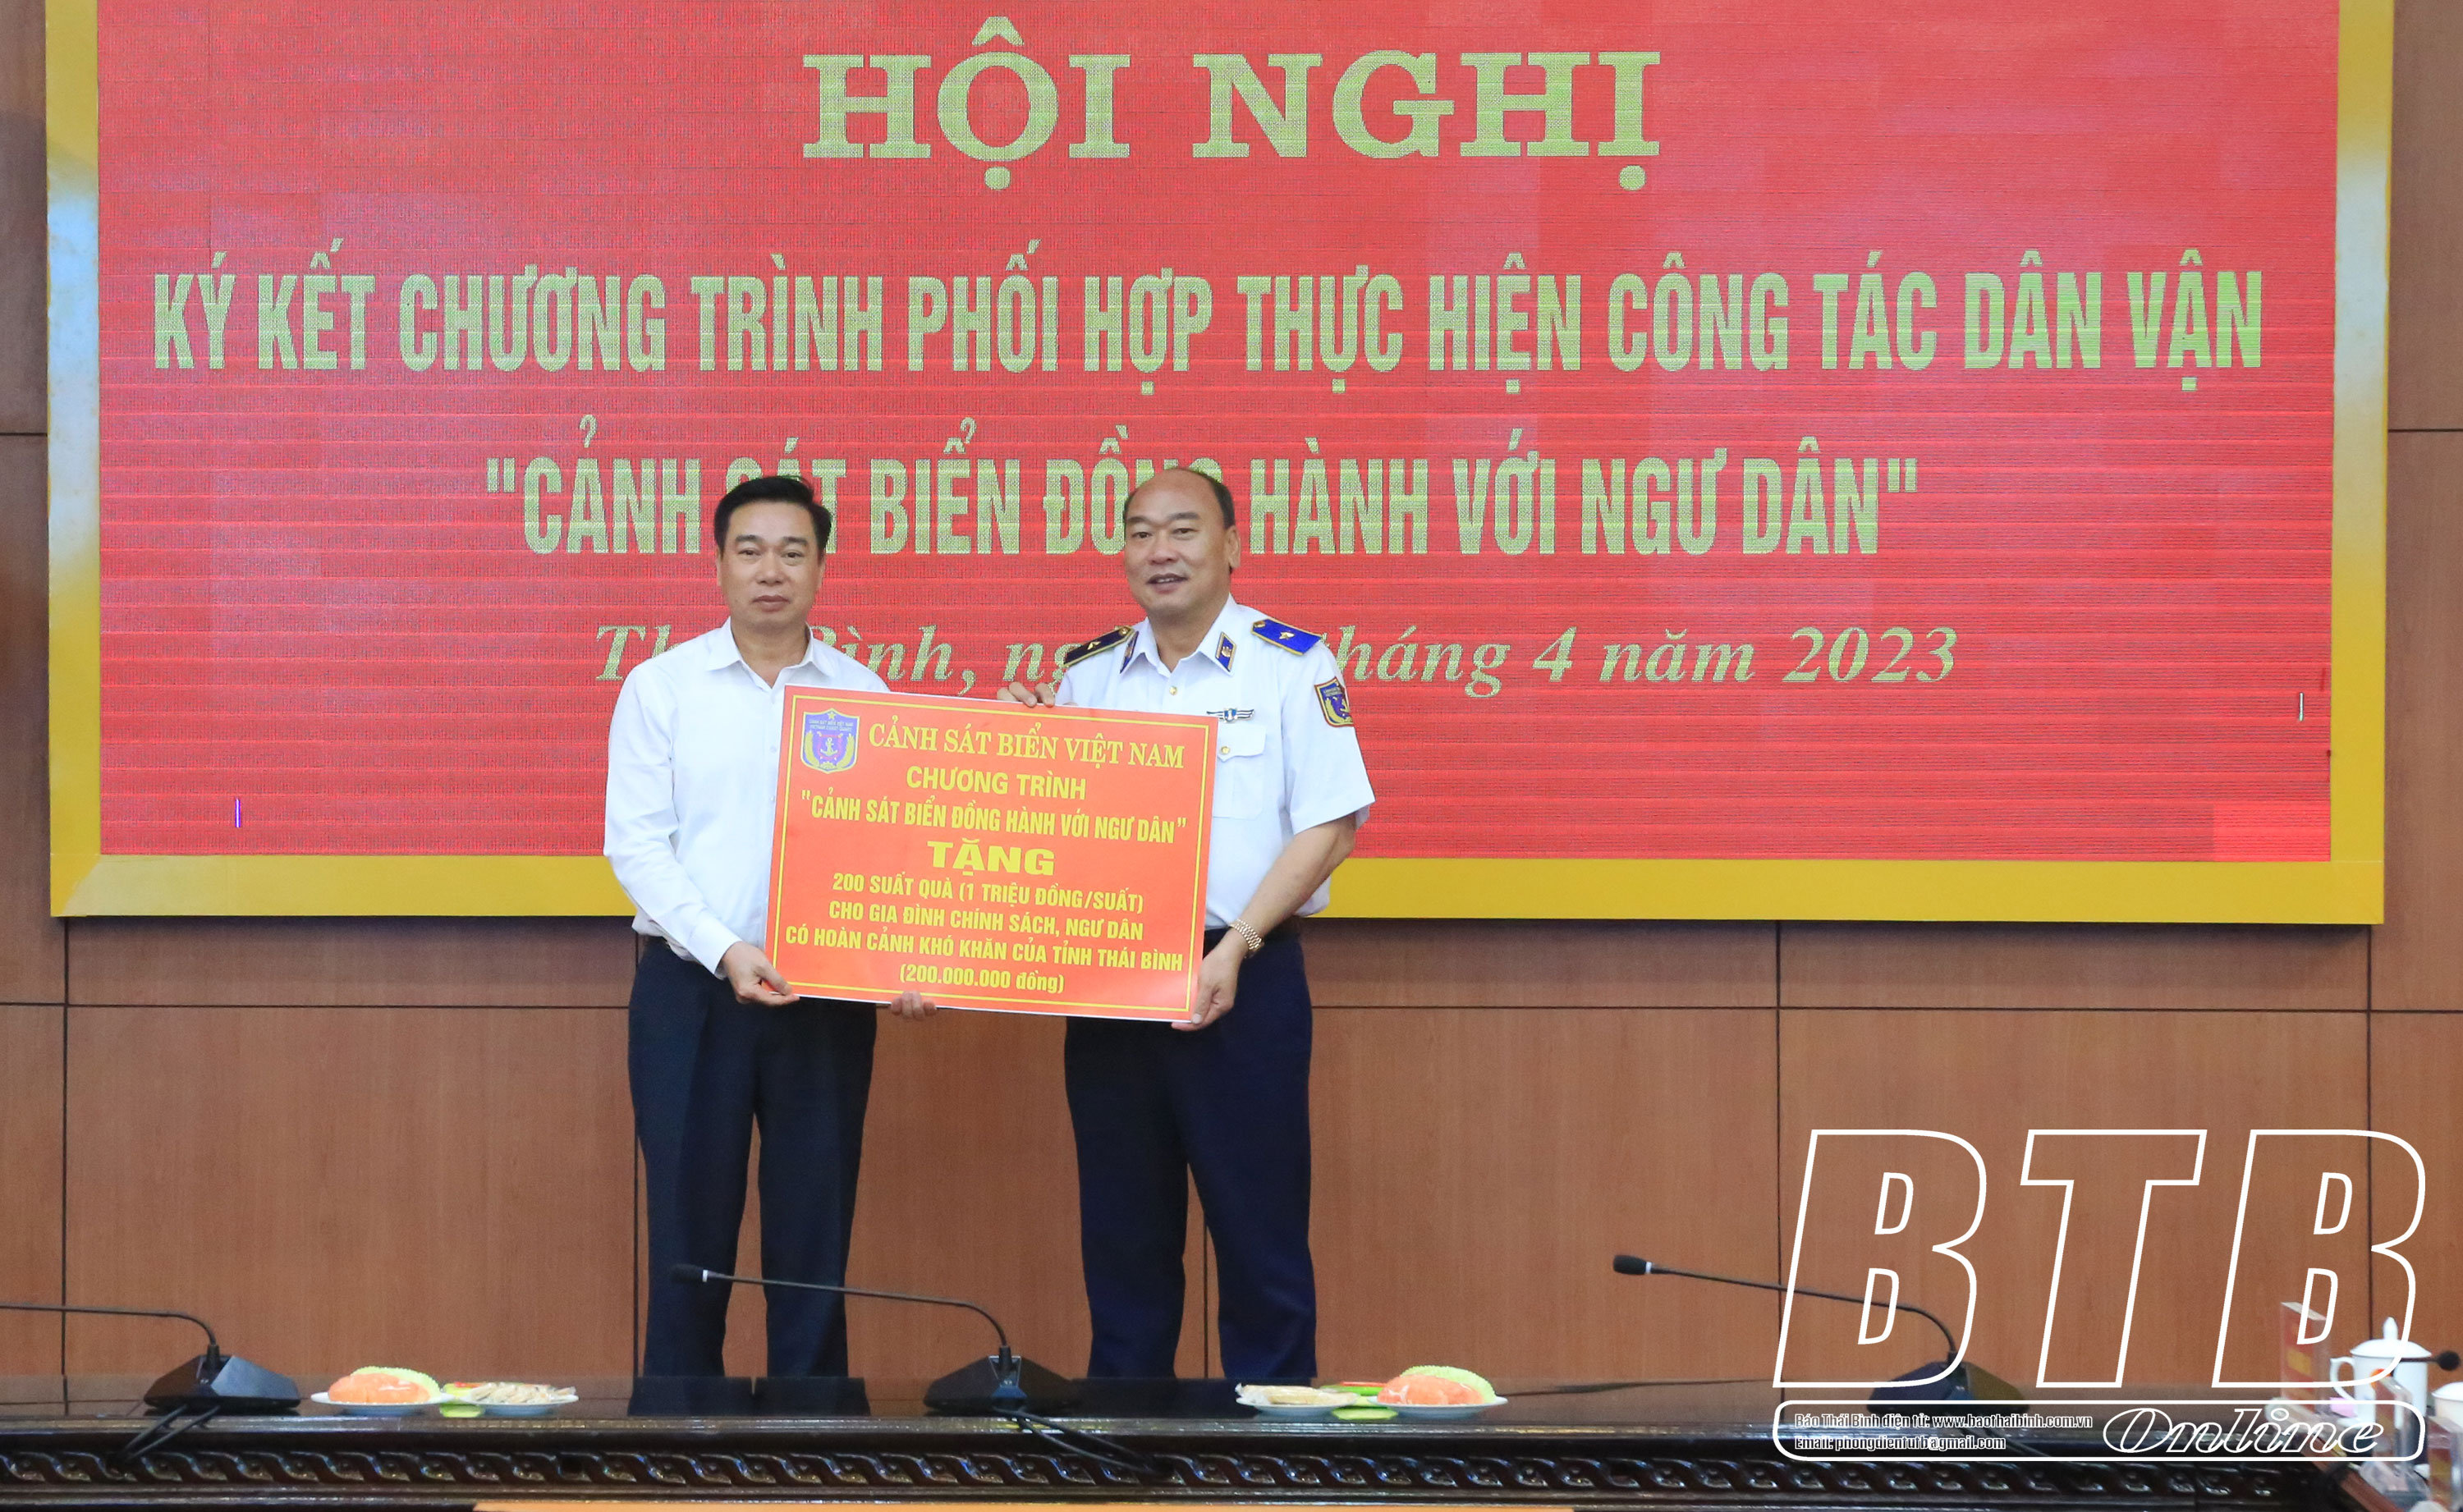 HỘI NGHỊ
KÝ KẾT CHƯƠNG TRÌNH PHỐI HỢP THỰC HIỆN CÔNG TÁC DÂN VẬN
"CẢNH SÁT BIỂN ĐỒNG HÀNH VỚI NGƯ DÂN"
Bình, tháng 4 năm 2023
CẢNH SÁT BIỂN VIỆT NAM
CHƯƠNG TRÌNH
"CẢNH SÁT BIỂN ĐỒNG HÀNH VỚI NGƯ DÂN"
TẶNG
200 SUẤT QUÀ (1 TRIỆU ĐỒNG/SUẤT)
CHO GIA ĐÌNH CHÍNH SÁCH, NGƯ DÂN
CÓ HOÀN CẢNH KHÓ KHĂN CỦA TỈNH THÁI BÌNH
(200.000.000 đồng)
BTB
Báo Thái Bình điện tử: www.baothaibinh.com.vn
Email: phongdientutb@gmail.com
Online